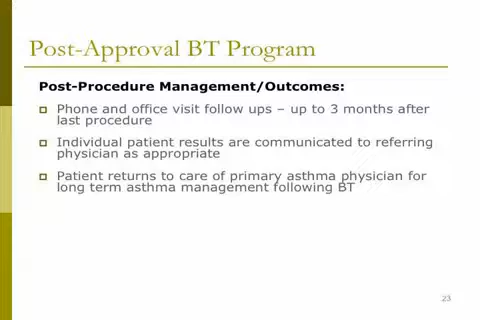 Post-Approval BT Program
Post-Procedure Management/Outcomes:
Phone and office visit follow ups – up to 3 months after
last procedure
Individual patient results are communicated to referring
physician as appropriate
Patient returns to care of primary asthma physician for
long term asthma management following BT
23